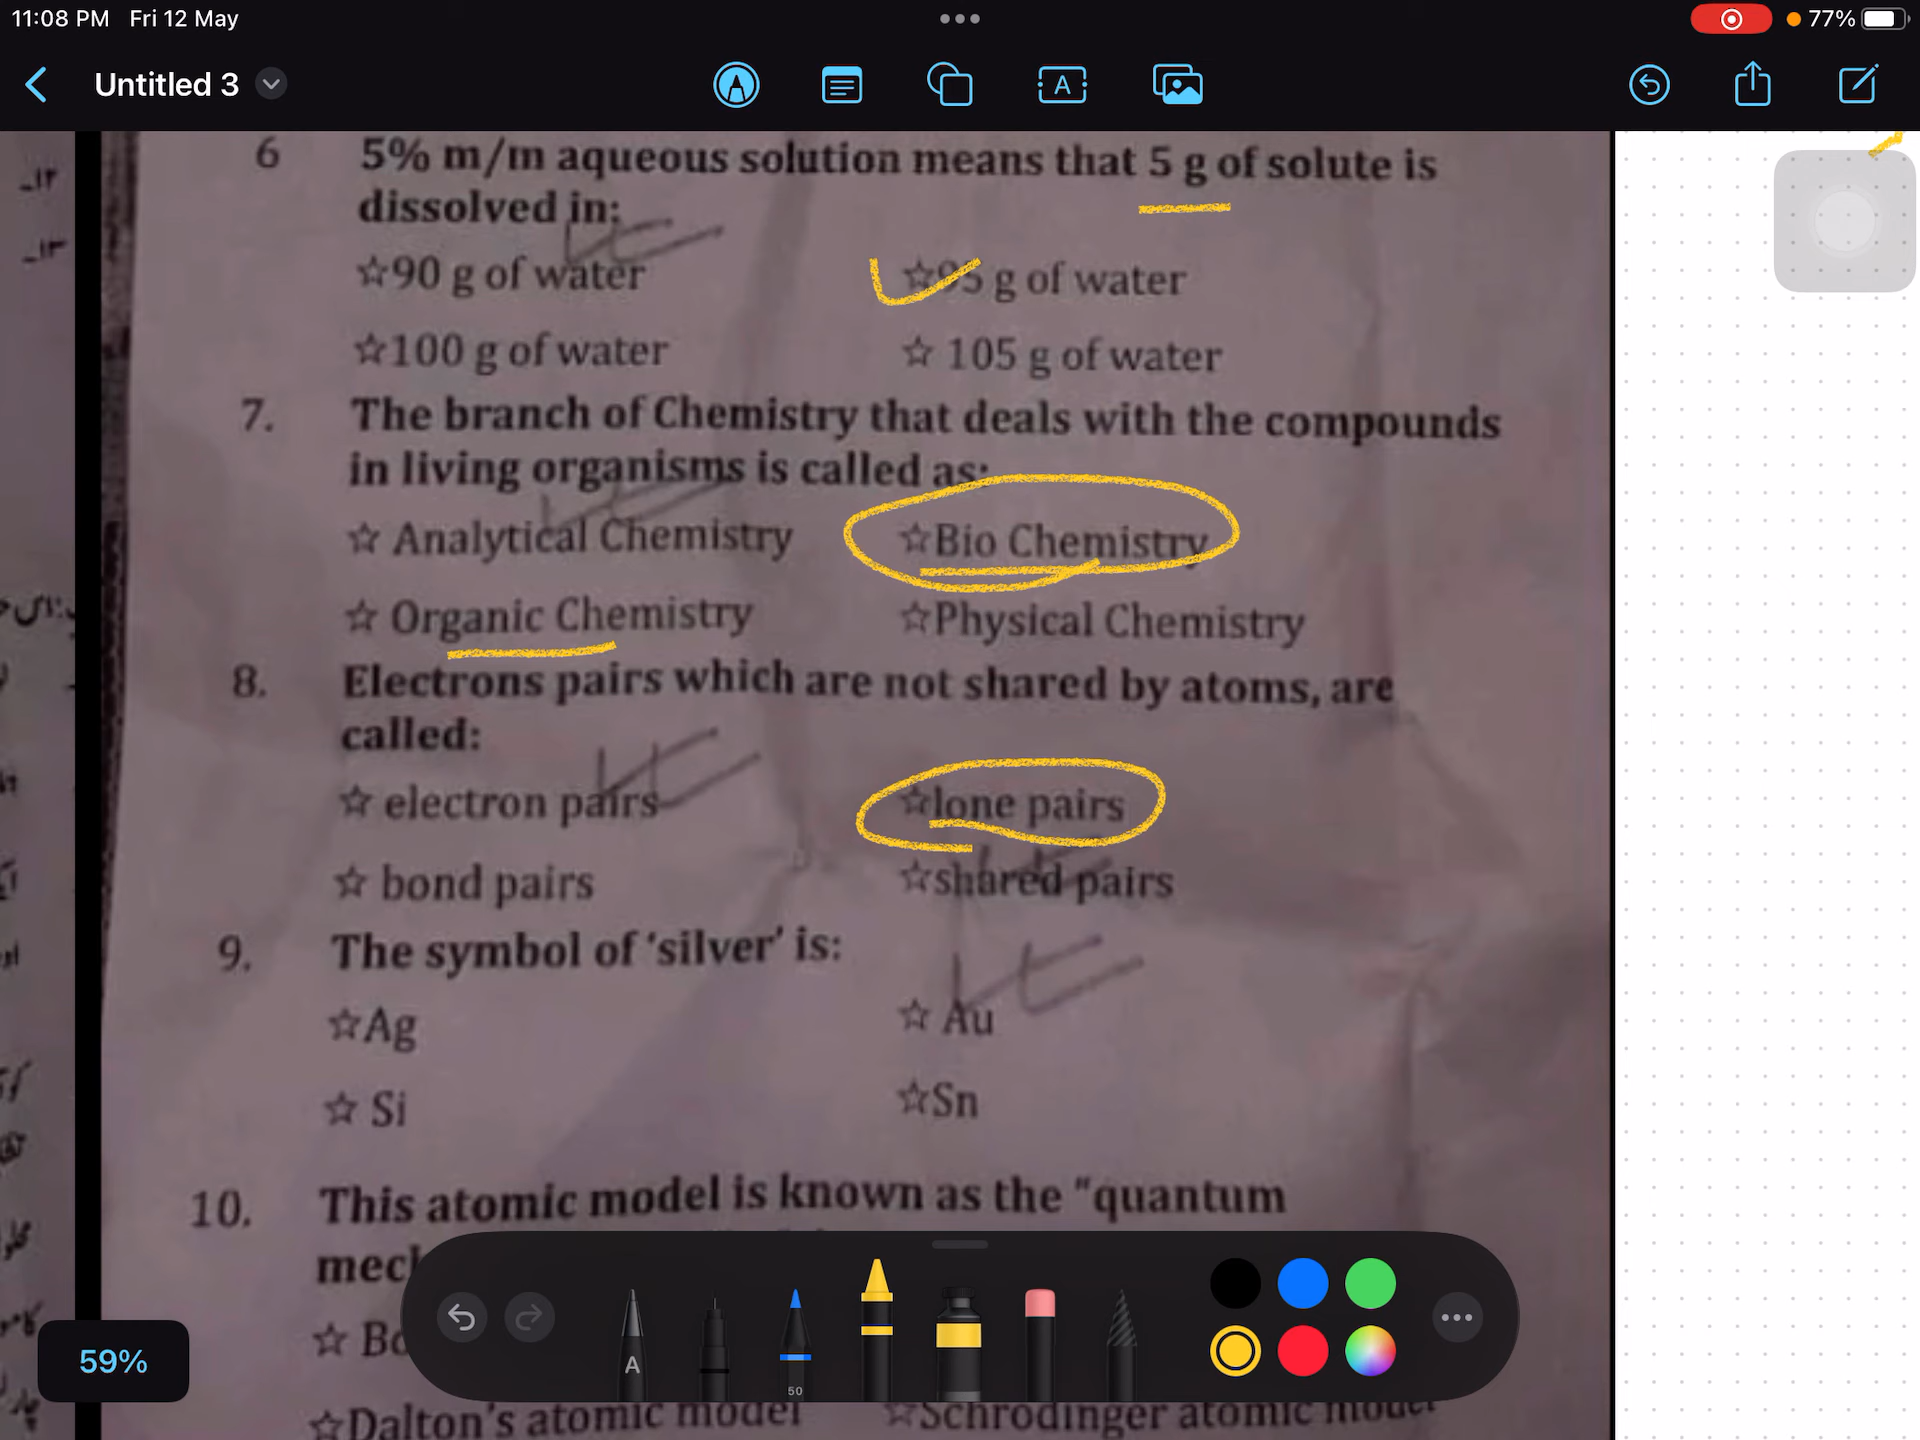 11:08 PM Fri 12 May
77%
Untitled 3
6 5% m/m aqueous solution means that 5 g of solute is
dissolved in:
☆90 g of water ☆95 g of water
☆100 g of water ☆ 105 g of water
7. The branch of Chemistry that deals with the compounds
in living organisms is called as:
☆ Analytical Chemistry ☆Bio Chemistry
☆ Organic Chemistry ☆Physical Chemistry
8. Electrons pairs which are not shared by atoms, are
called:
☆ electron pairs ☆lone pairs
☆ bond pairs ☆shared pairs
9. The symbol of ‘silver’ is:
☆Ag ☆ Au
☆ Si ☆Sn
10. This atomic model is known as the “quantum
☆Dalton’s atomic model ☆Schrodinger atomic model
A
50
59%